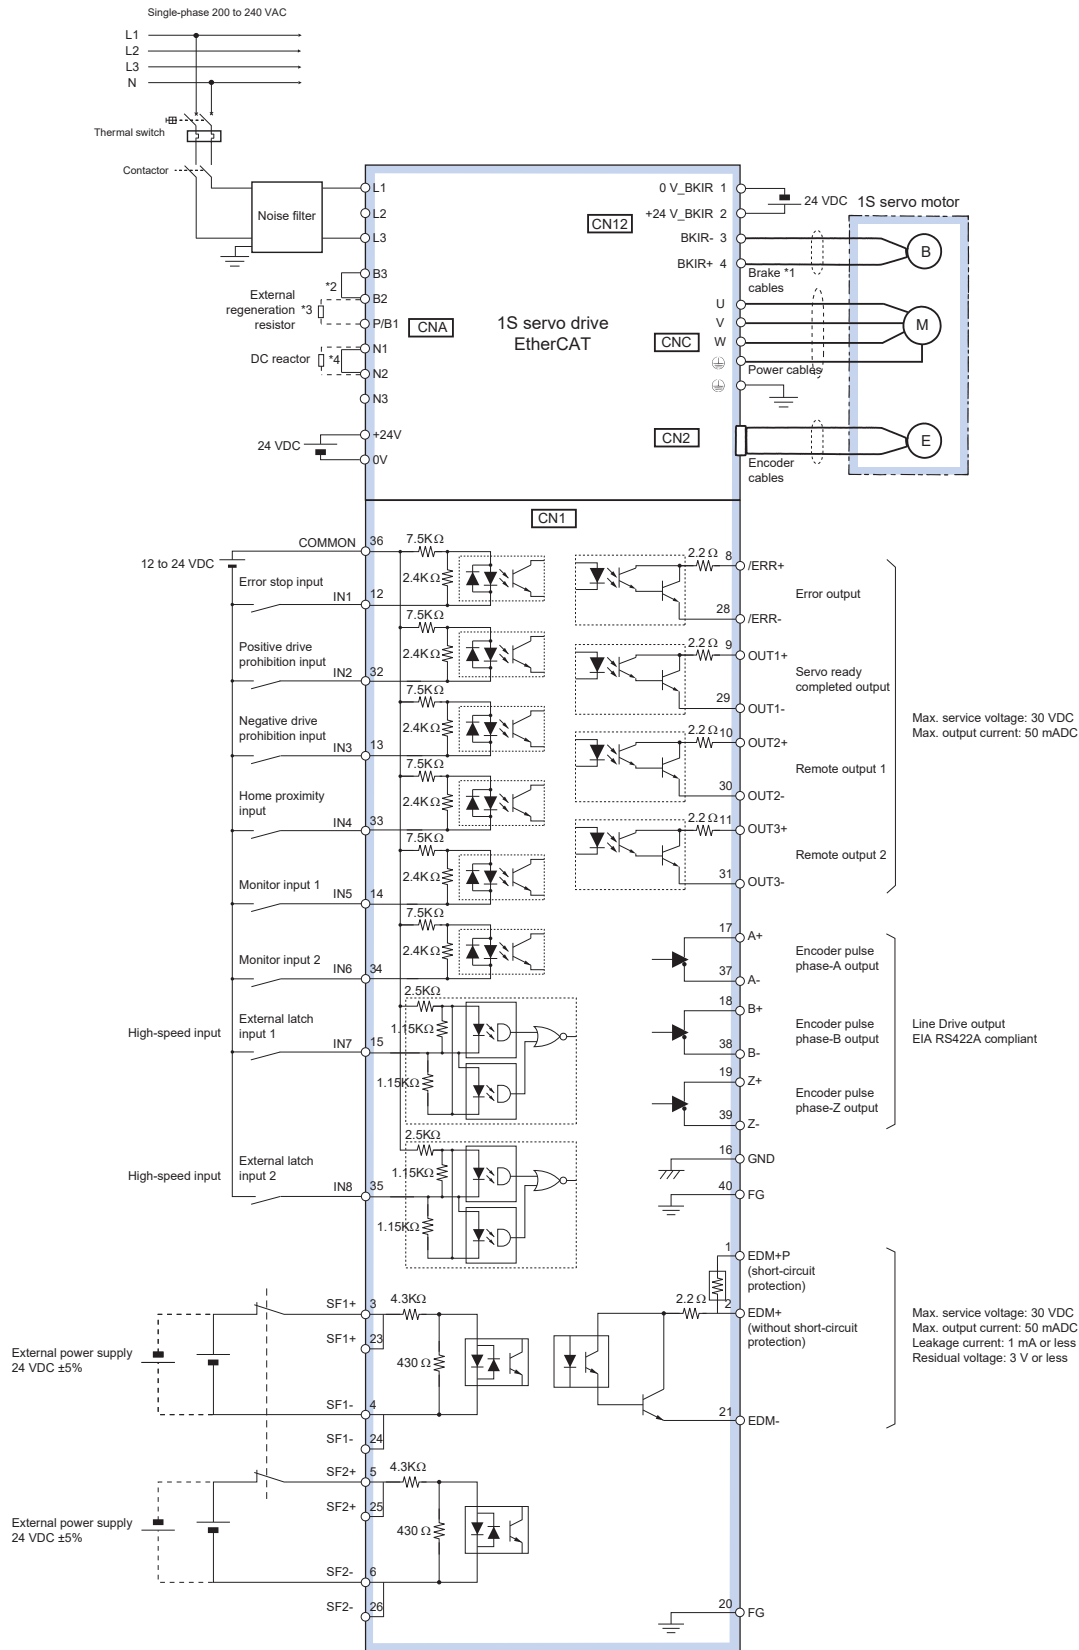 Single-phase 200 to 240 VAC
L1
L2
L3
N
Thermal switch
Contactor
Noise filter
L1
L2
L3
B3
*2
B2
External
regeneration
resistor
*3
P/B1
CNA
N1
DC reactor
*4
N2
N3
+24V
24 VDC
0V
1S servo drive
EtherCAT
0 V_BKIR 1
+24 V_BKIR 2
24 VDC
CN12
BKIR- 3
BKIR+ 4
1S servo motor
B
Brake *1
cables
U
V
W
CNC
M
Power cables
CN2
E
Encoder
cables
CN1
COMMON
36
12 to 24 VDC
7.5KΩ
2.4KΩ
Error stop input
IN1
12
7.5KΩ
2.4KΩ
Positive drive
prohibition input
IN2
32
7.5KΩ
2.4KΩ
Negative drive
prohibition input
IN3
13
7.5KΩ
2.4KΩ
Home proximity
input
IN4
33
7.5KΩ
2.4KΩ
Monitor input 1
IN5
14
7.5KΩ
2.4KΩ
Monitor input 2
IN6
34
2.5KΩ
1.15KΩ
High-speed input
External latch
input 1
IN7
15
1.15KΩ
2.5KΩ
1.15KΩ
High-speed input
External latch
input 2
IN8
35
1.15KΩ
SF1+
3
4.3KΩ
SF1+
23
External power supply
24 VDC ±5%
430 Ω
SF1-
4
SF1-
24
SF2+
5
4.3KΩ
SF2+
25
External power supply
24 VDC ±5%
430 Ω
SF2-
6
SF2-
26
2.2 Ω
8
/ERR+
Error output
28
/ERR-
2.2 Ω
9
OUT1+
Servo ready
completed output
29
OUT1-
Max. service voltage: 30 VDC
Max. output current: 50 mADC
2.2 Ω
10
OUT2+
Remote output 1
30
OUT2-
2.2 Ω
11
OUT3+
Remote output 2
31
OUT3-
17
A+
Encoder pulse
phase-A output
37
A-
18
B+
Encoder pulse
phase-B output
38
B-
Line Drive output
EIA RS422A compliant
19
Z+
Encoder pulse
phase-Z output
39
Z-
16
GND
40
FG
1
EDM+P
(short-circuit
protection)
2.2 Ω
2
EDM+
(without short-circuit
protection)
Max. service voltage: 30 VDC
Max. output current: 50 mADC
Leakage current: 1 mA or less
Residual voltage: 3 V or less
21
EDM-
20
FG